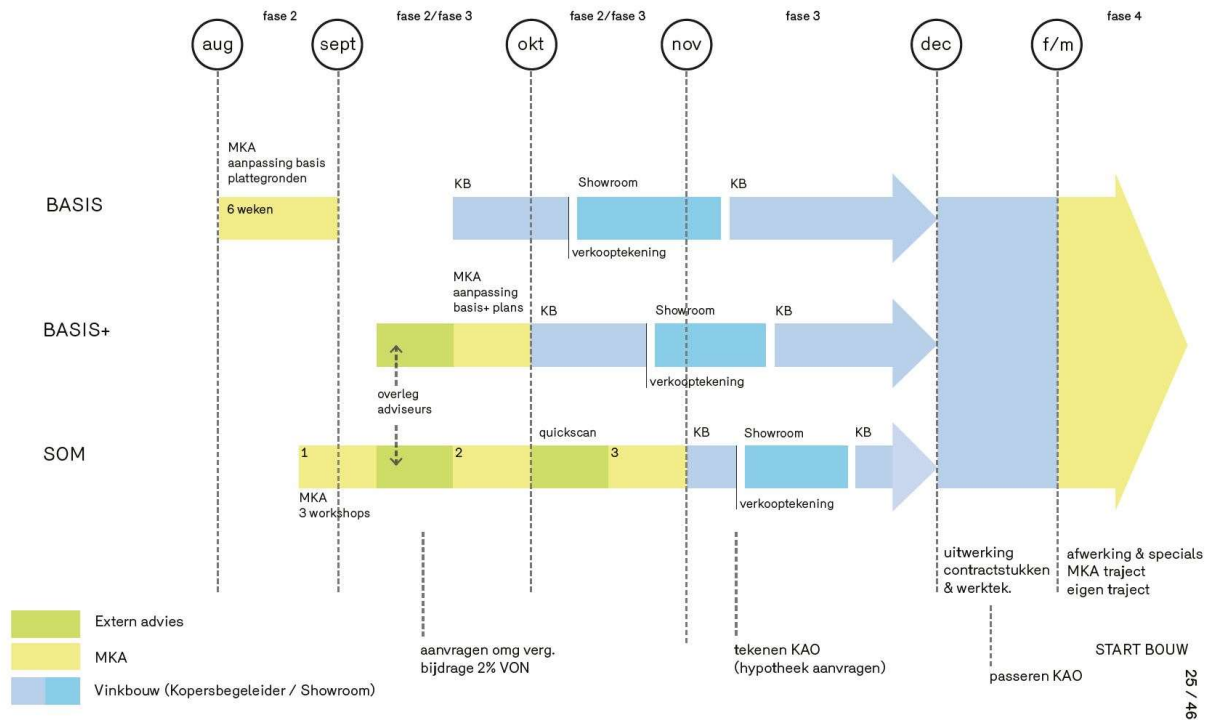 fase 2
fase 2/fase 3
fase 2/fase 3
fase 3
fase 4
aug
sept
okt
nov
dec
f/m
MKA
aanpassing basis
plattegronden
BASIS
6 weken
KB
Showroom
KB
verkooptekening
MKA
aanpassing
basis+ plans
BASIS+
KB
Showroom
KB
verkooptekening
overleg
adviseurs
SOM
1
2
quickscan
3
KB
Showroom
KB
MKA
3 workshops
verkooptekening
uitwerking
contractstukken
& werktek.
afwerking & specials
MKA traject
eigen traject
Extern advies
MKA
Vinkbouw (Kopersbegeleider / Showroom)
aanvragen omg verg.
bijdrage 2% VON
tekenen KAO
(hypotheek aanvragen)
passeren KAO
START BOUW
25 / 46